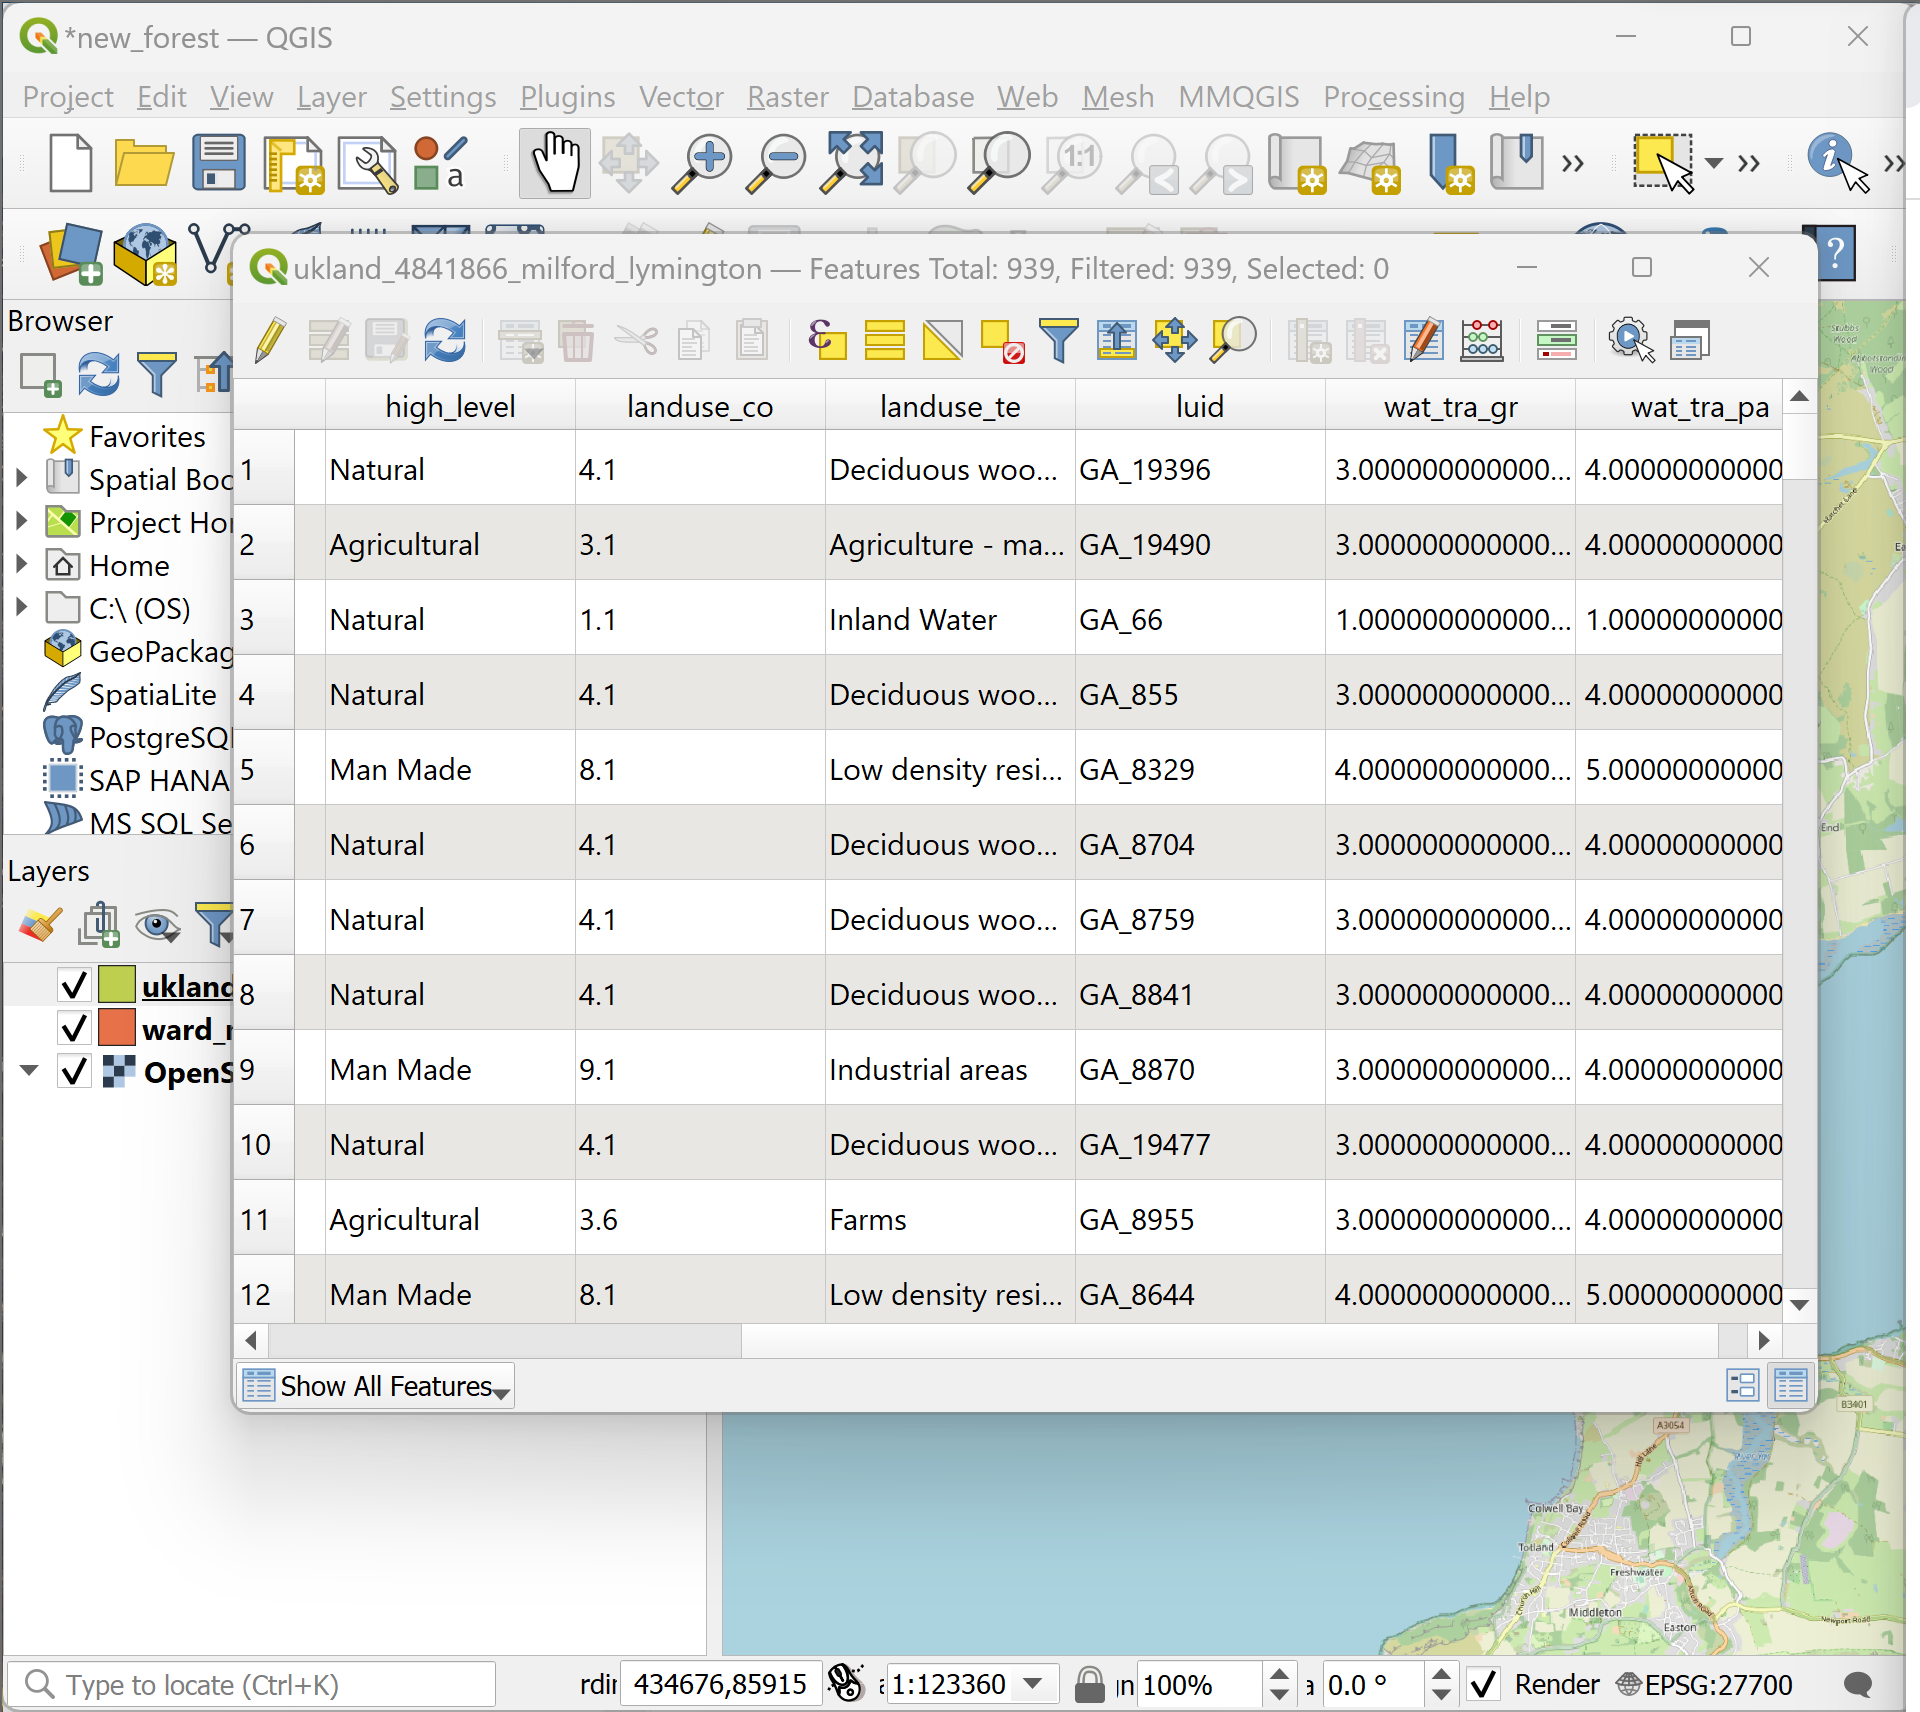 *new_forest — QGIS
Project Edit View Layer Settings Plugins Vector Raster Database Web Mesh MMQGIS Processing Help
a
1:1
ukland_4841866_milford_lymington — Features Total: 939, Filtered: 939, Selected: 0
Browser
Favorites
Spatial Boo
Project Ho
Home
C:\ (OS)
GeoPackag
SpatiaLite
PostgreSQL
SAP HANA
MS SQL Se
Layers
ukland
ward_
OpenS
high_level landuse_co landuse_te luid wat_tra_gr wat_tra_pa
1 Natural 4.1 Deciduous woo... GA_19396 3.000000000000... 4.00000000000
2 Agricultural 3.1 Agriculture - ma... GA_19490 3.000000000000... 4.00000000000
3 Natural 1.1 Inland Water GA_66 1.000000000000... 1.00000000000
4 Natural 4.1 Deciduous woo... GA_855 3.000000000000... 4.00000000000
5 Man Made 8.1 Low density resi... GA_8329 4.000000000000... 5.00000000000
6 Natural 4.1 Deciduous woo... GA_8704 3.000000000000... 4.00000000000
7 Natural 4.1 Deciduous woo... GA_8759 3.000000000000... 4.00000000000
8 Natural 4.1 Deciduous woo... GA_8841 3.000000000000... 4.00000000000
9 Man Made 9.1 Industrial areas GA_8870 3.000000000000... 4.00000000000
10 Natural 4.1 Deciduous woo... GA_19477 3.000000000000... 4.00000000000
11 Agricultural 3.6 Farms GA_8955 3.000000000000... 4.00000000000
12 Man Made 8.1 Low density resi... GA_8644 4.000000000000... 5.00000000000
Show All Features
End
B3401
A3054
Colwell Bay
Totland
Freshwater
Middleton
Easton
Newport Road
Type to locate (Ctrl+K) rdin 434676,85915 1:123360 gn 100% a 0.0 ° Render EPSG:27700